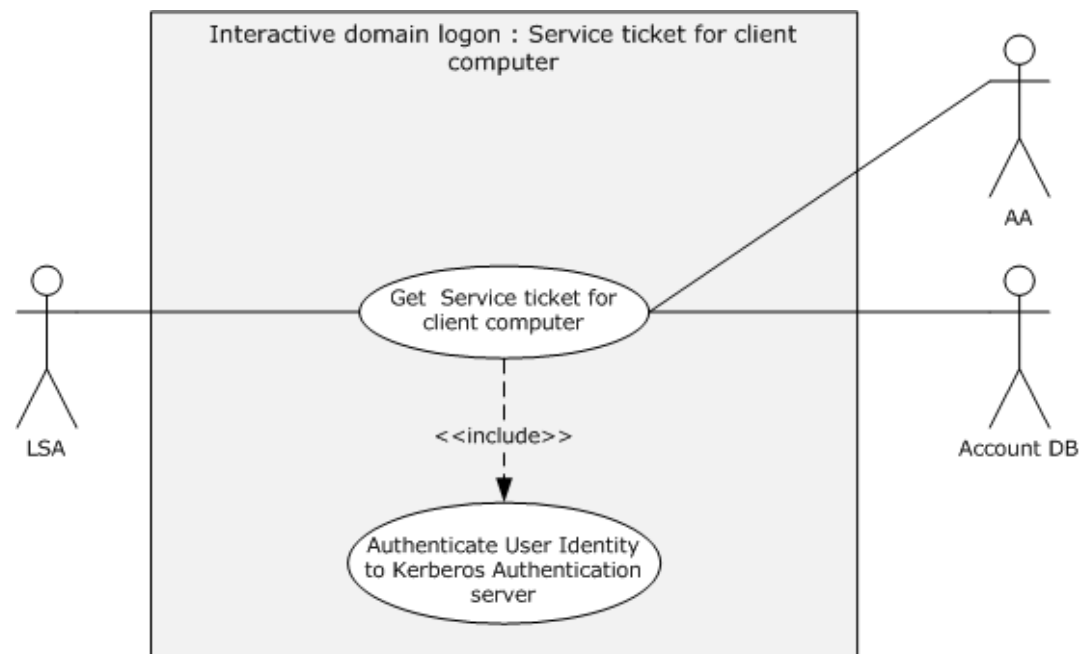 Interactive domain logon : Service ticket for client
computer
AA
Get Service ticket for
client computer
LSA
Account DB
<<include>>
Authenticate User Identity
to Kerberos Authentication
server